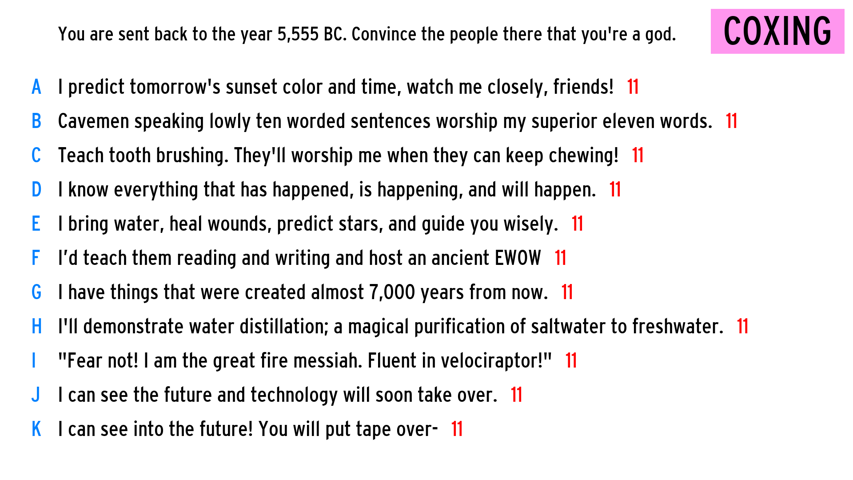 You are sent back to the year 5,555 BC. Convince the people there that you're a god.
COXING
A I predict tomorrow's sunset color and time, watch me closely, friends! 11
B Cavemen speaking lowly ten worded sentences worship my superior eleven words. 11
C Teach tooth brushing. They'll worship me when they can keep chewing! 11
D I know everything that has happened, is happening, and will happen. 11
E I bring water, heal wounds, predict stars, and guide you wisely. 11
F I’d teach them reading and writing and host an ancient EWOW 11
G I have things that were created almost 7,000 years from now. 11
H I'll demonstrate water distillation; a magical purification of saltwater to freshwater. 11
I "Fear not! I am the great fire messiah. Fluent in velociraptor!" 11
J I can see the future and technology will soon take over. 11
K I can see into the future! You will put tape over- 11